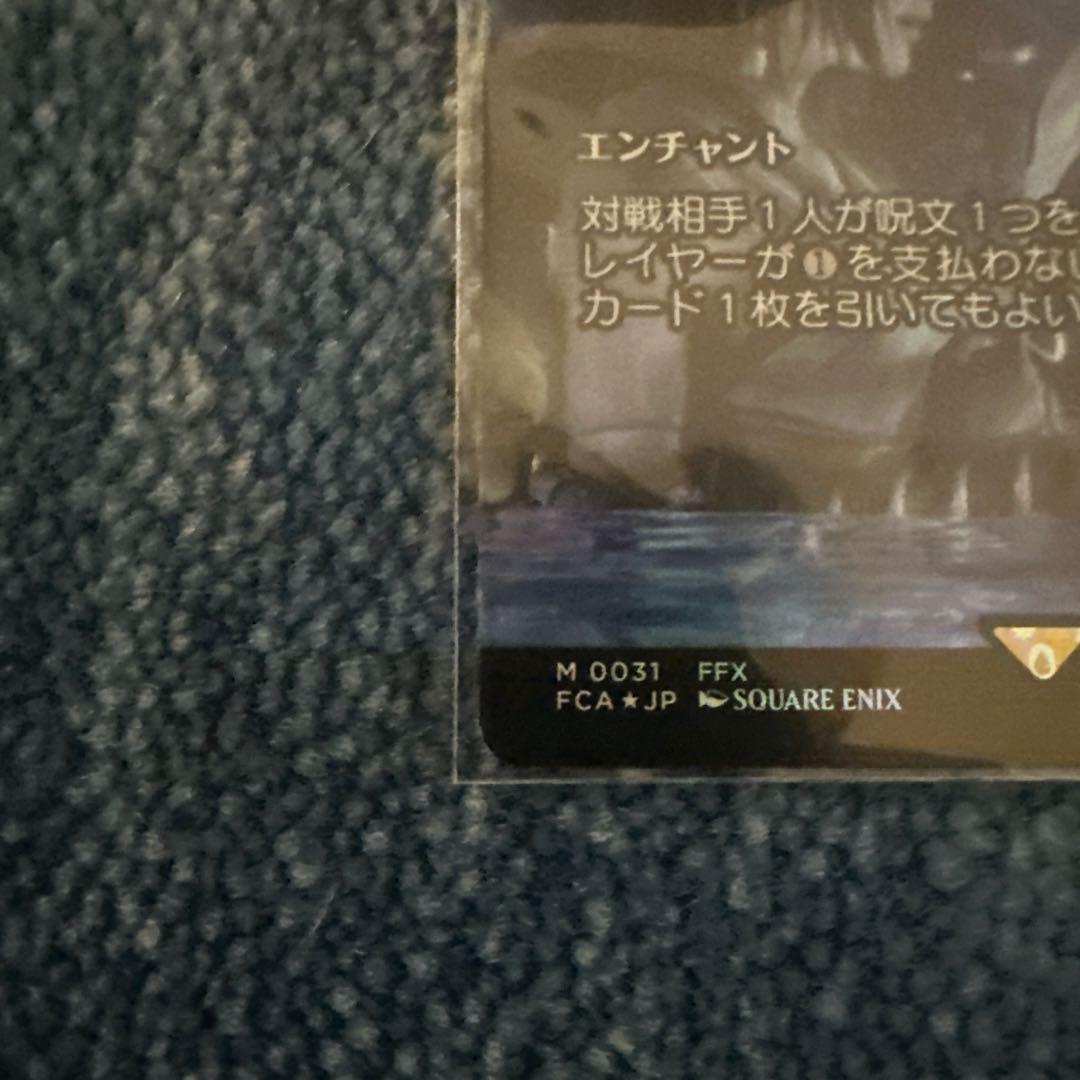 エンチャント
対戦相手1人が呪文1つを
レイヤーが1を支払わない
カード1枚を引いてもよい
M 0031 FFX
FCA★JP SQUARE ENIX